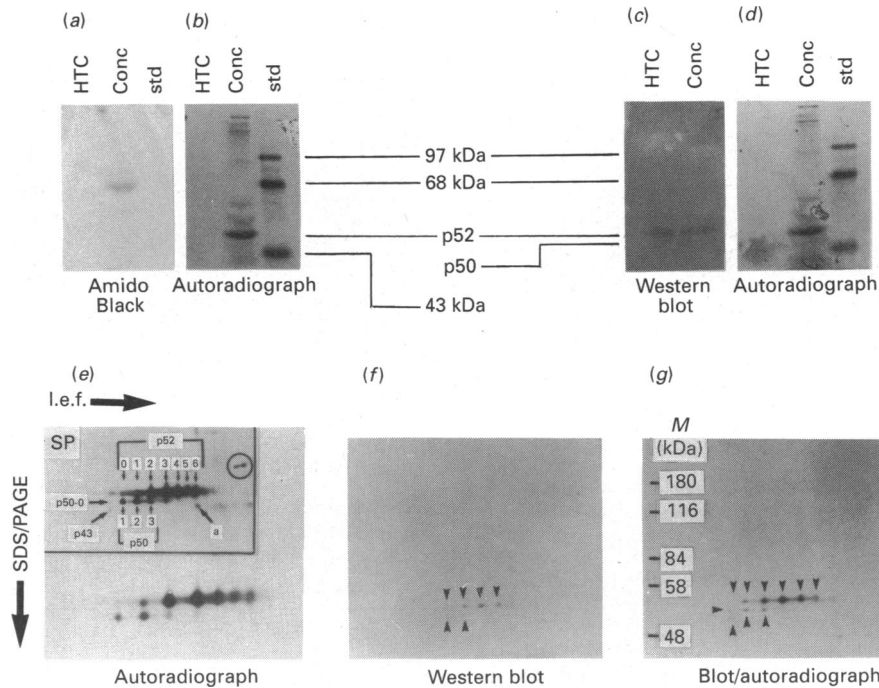 (a) (b) (c) (d)
HTC Conc std HTC Conc std HTC Conc HTC Conc std
97 kDa
68 kDa
p52
p50
43 kDa
Amido Black
Autoradiograph
Western blot
Autoradiograph
(e) (f) (g)
I.e.f.
SDS/PAGE
SP
p52
0 1 2 3 4 5 6
p50-0
p43
1 2 3
p50
a
M
(kDa)
180
116
84
58
48
Autoradiograph
Western blot
Blot/autoradiograph